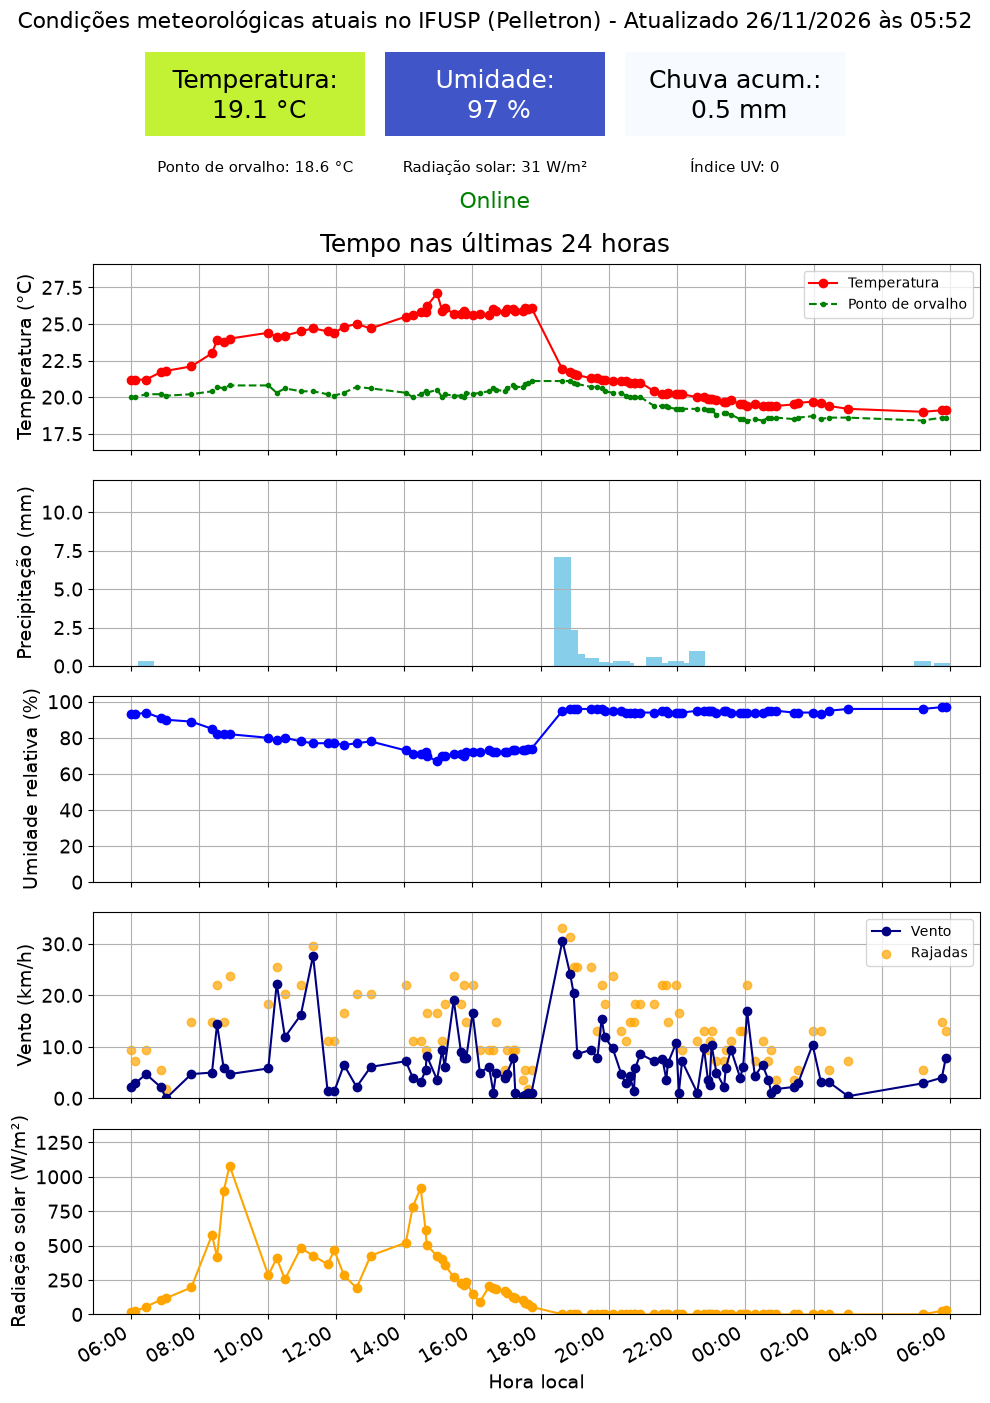 Condições meteorológicas atuais no IFUSP (Pelletron) - Atualizado 26/11/2026 às 05:52
Temperatura:
19.1 °C
Umidade:
97 %
Chuva acum.:
0.5 mm
Ponto de orvalho: 18.6 °C
Radiação solar: 31 W/m²
Índice UV: 0
Online
Tempo nas últimas 24 horas
Temperatura (°C)
27.5
25.0
22.5
20.0
17.5
Temperatura
Ponto de orvalho
Precipitação (mm)
10.0
7.5
5.0
2.5
0.0
Umidade relativa (%)
100
80
60
40
20
0
Vento (km/h)
30.0
20.0
10.0
0.0
Vento
Rajadas
Radiação solar (W/m²)
1250
1000
750
500
250
0
06:00
08:00
10:00
12:00
14:00
16:00
18:00
20:00
22:00
00:00
02:00
04:00
06:00
Hora local